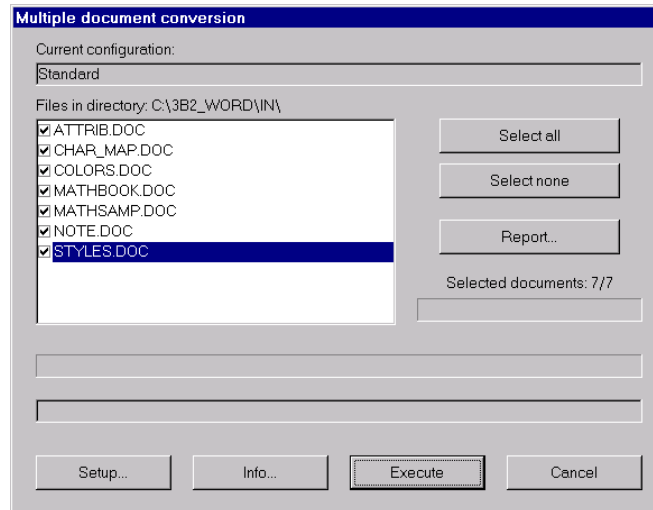 Multiple document conversion
Current configuration:
Standard
Files in directory: C:\3B2_WORD\IN\
ATTRIB.DOC
CHAR_MAP.DOC
COLORS.DOC
MATHBOOK.DOC
MATHSAMP.DOC
NOTE.DOC
STYLES.DOC
Select all
Select none
Report...
Selected documents: 7/7
Setup...
Info...
Execute
Cancel